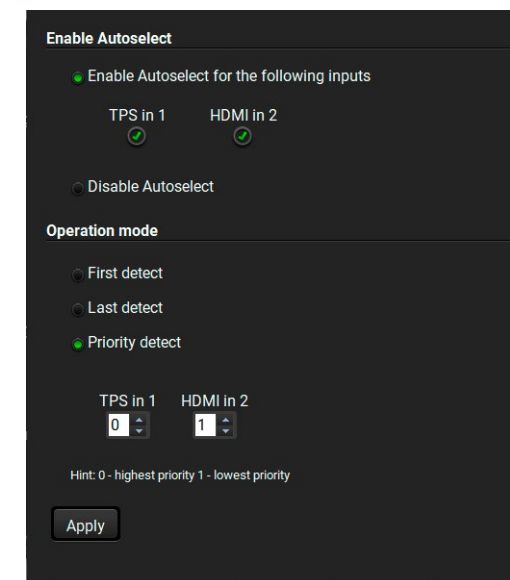 Enable Autoselect
Enable Autoselect for the following inputs
TPS in 1 HDMI in 2
Disable Autoselect
Operation mode
First detect
Last detect
Priority detect
TPS in 1 HDMI in 2
0 1
Hint: 0 - highest priority 1 - lowest priority
Apply